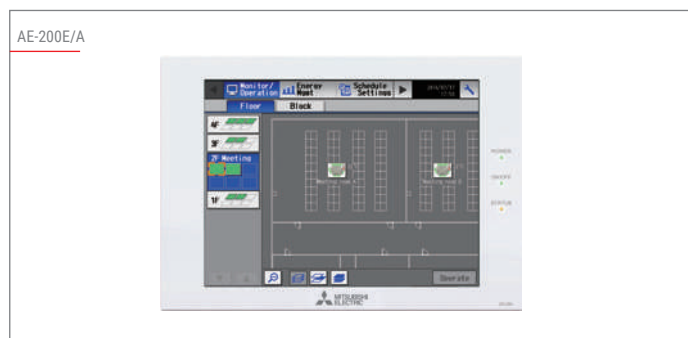 AE-200E/A
Monitor/ Operation
Energy Mgmt
Schedule Settings
Floor
Block
4F
3F
2F Meeting
1F
POWER
ON/OFF
STATUS
Operate
MITSUBISHI
ELECTRIC